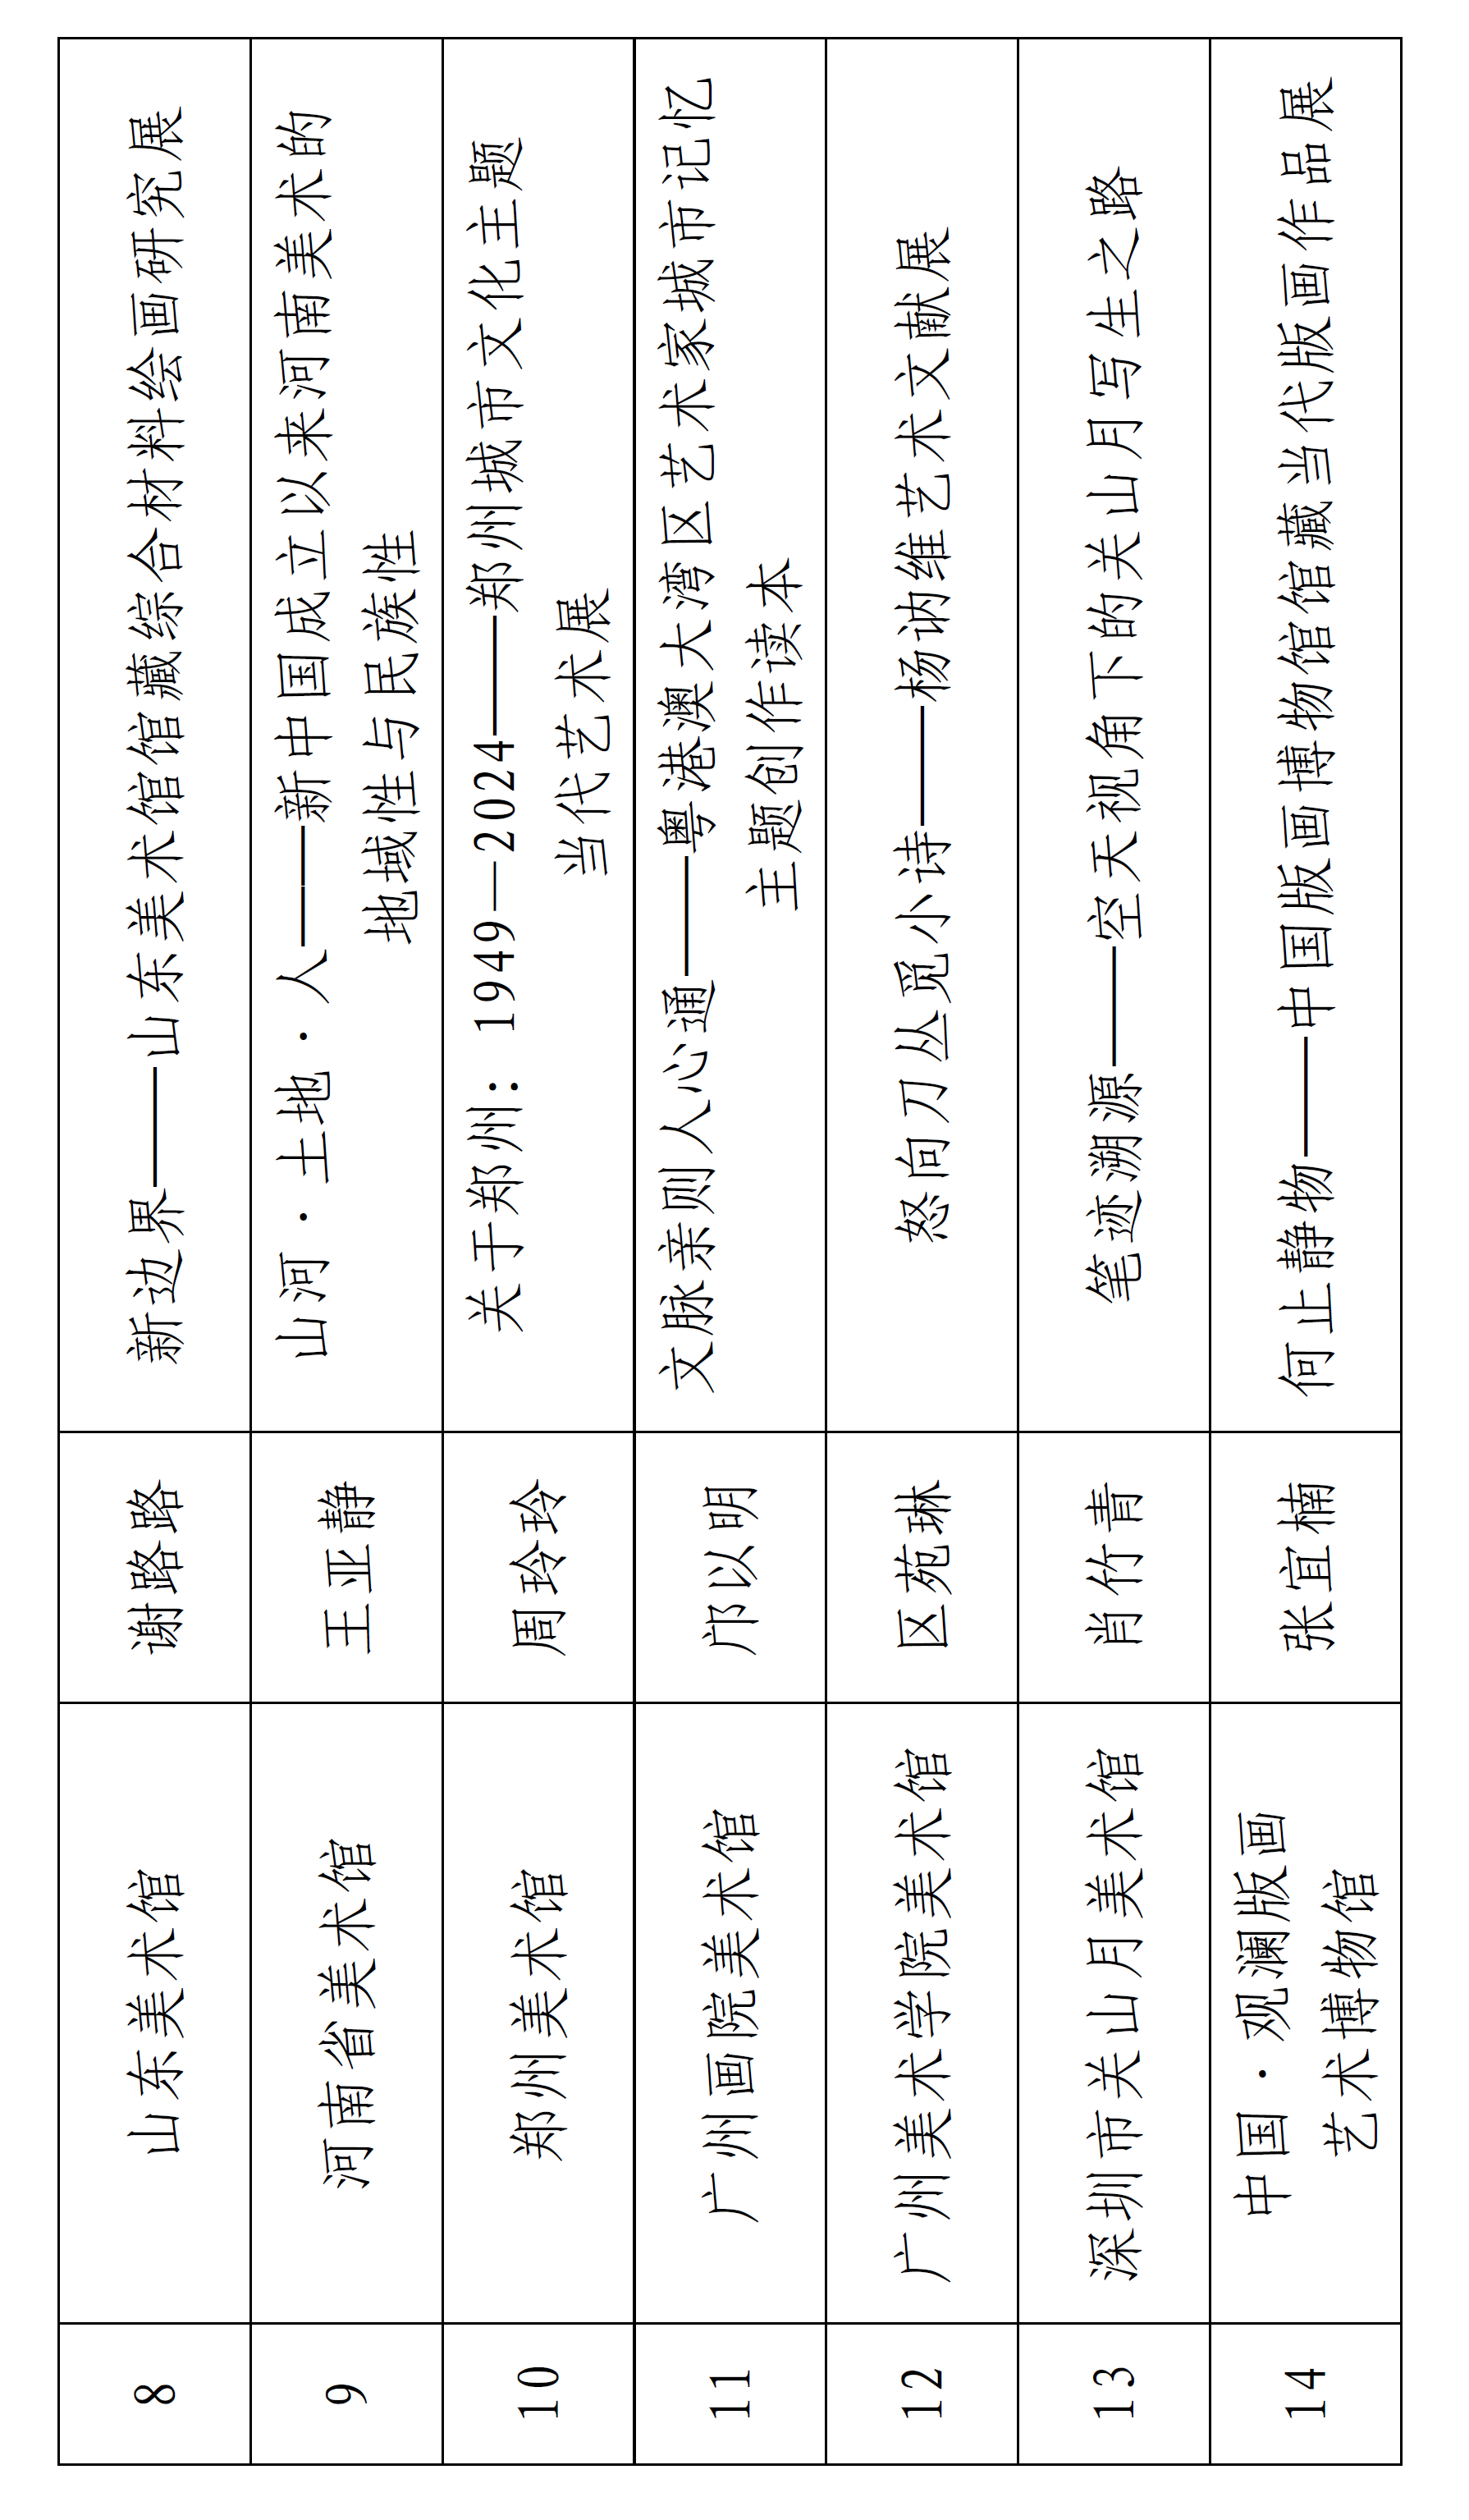 8
山东美术馆
谢路路
新边界——山东美术馆馆藏综合材料绘画研究展
9
河南省美术馆
王亚静
山河·土地·人——新中国成立以来河南美术的
地域性与民族性
10
郑州美术馆
周玲玲
关于郑州：1949—2024——郑州城市文化主题
当代艺术展
11
广州画院美术馆
邝以明
文脉亲则人心通——粤港澳大湾区艺术家城市记忆
主题创作读本
12
广州美术学院美术馆
区苑琳
怒向刀丛觅小诗——杨讷维艺术文献展
13
深圳市关山月美术馆
肖竹青
笔迹溯源——空天视角下的关山月写生之路
14
中国·观澜版画
艺术博物馆
张宜楠
何止静物——中国版画博物馆馆藏当代版画作品展